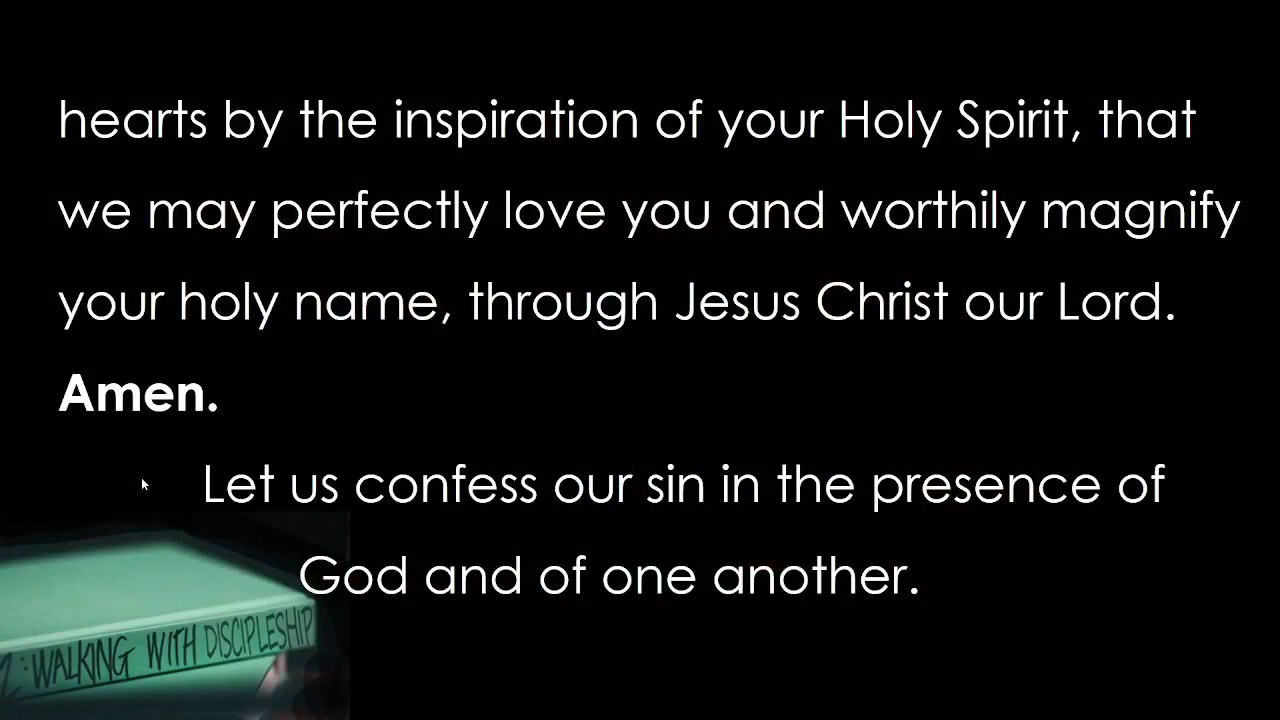 hearts by the inspiration of your Holy Spirit, that
we may perfectly love you and worthily magnify
your holy name, through Jesus Christ our Lord.
Amen.
Let us confess our sin in the presence of
God and of one another.
2: WALKING WITH DISCIPLESHIP